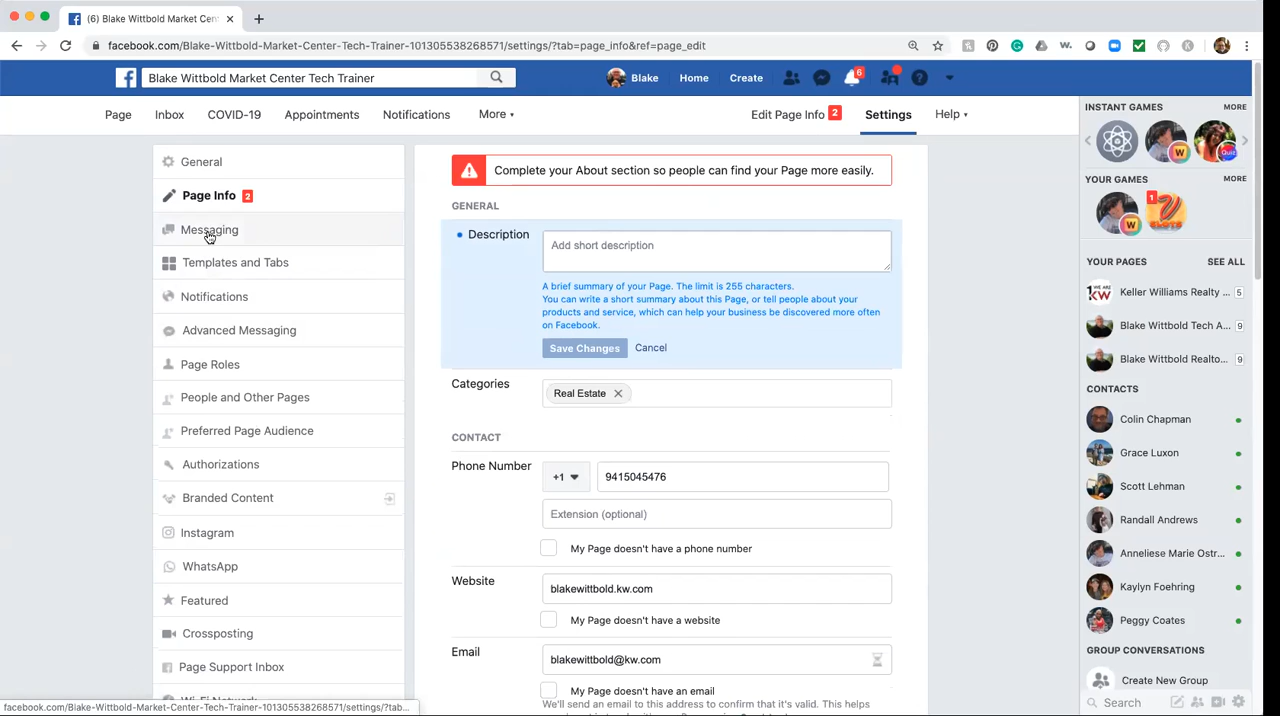 (6) Blake Wittbold Market Cen
facebook.com/Blake-Wittbold-Market-Center-Tech-Trainer-101305538268571/settings/?tab=page_info&ref=page_edit
Blake Wittbold Market Center Tech Trainer
Blake
Home
Create
6
Page
Inbox
COVID-19
Appointments
Notifications
More
Edit Page Info 2
Settings
Help
General
Page Info 2
Messaging
Templates and Tabs
Notifications
Advanced Messaging
Page Roles
People and Other Pages
Preferred Page Audience
Authorizations
Branded Content
Instagram
WhatsApp
Featured
Crossposting
Page Support Inbox
Wi-Fi Network
facebook.com/Blake-Wittbold-Market-Center-Tech-Trainer-101305538268571/settings/?tab...
Complete your About section so people can find your Page more easily.
GENERAL
Description
Add short description
A brief summary of your Page. The limit is 255 characters.
You can write a short summary about this Page, or tell people about your
products and service, which can help your business be discovered more often
on Facebook.
Save Changes
Cancel
Categories
Real Estate
CONTACT
Phone Number
+1
9415045476
Extension (optional)
My Page doesn't have a phone number
Website
blakewittbold.kw.com
My Page doesn't have a website
Email
blakewittbold@kw.com
My Page doesn't have an email
We'll send an email to this address to confirm that it's valid. This helps
INSTANT GAMES
MORE
W
Quiz
YOUR GAMES
MORE
W
1
SLOTS
YOUR PAGES
SEE ALL
Keller Williams Realty ... 5
Blake Wittbold Tech A... 9
Blake Wittbold Realto... 9
CONTACTS
Colin Chapman
Grace Luxon
Scott Lehman
Randall Andrews
Anneliese Marie Ostr...
Kaylyn Foehring
Peggy Coates
GROUP CONVERSATIONS
Create New Group
Search